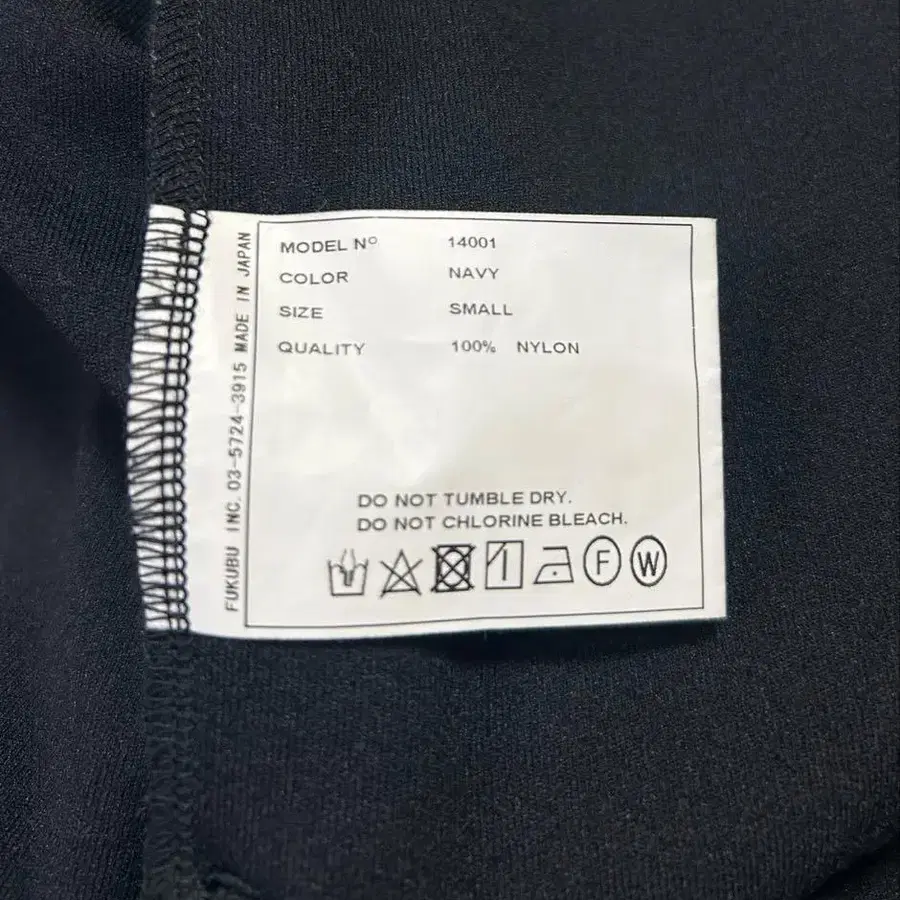 MODEL Nº 14001
COLOR NAVY
SIZE SMALL
QUALITY 100% NYLON
DO NOT TUMBLE DRY.
DO NOT CHLORINE BLEACH.
F W
FUKUBU INC. 03-5724-3915 MADE IN JAPAN